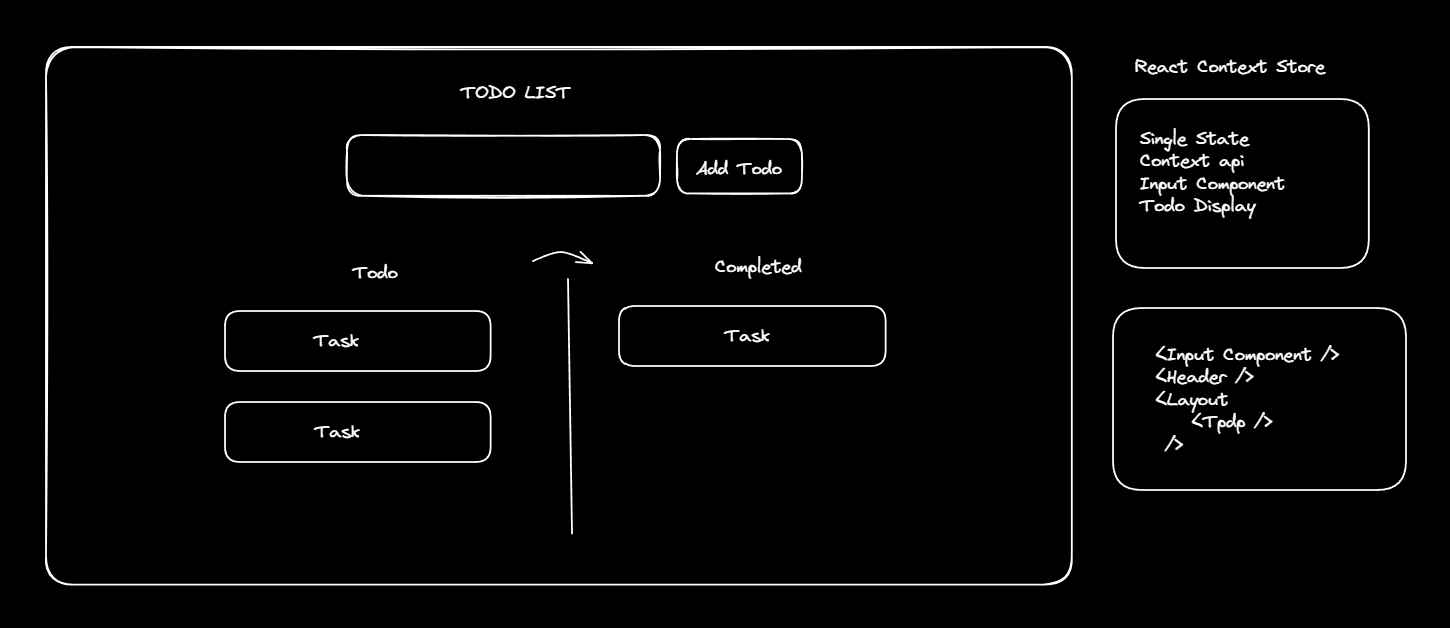 TODO LIST
Add Todo
Todo
Completed
Task
Task
Task
React Context Store
Single State
Context api
Input Component
Todo Display
<Input Component />
<Header />
<Layout
<Tpdp />
/>